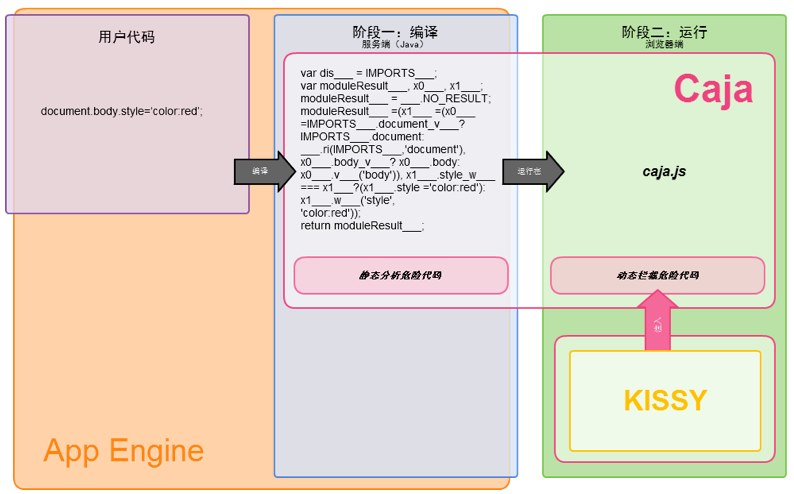 用户代码
document.body.style='color:red';
编译
App Engine
阶段一：编译
服务端（Java）
var dis___ = IMPORTS___;
var moduleResult___, x0___, x1___;
moduleResult___ = ___.NO_RESULT;
moduleResult___ =(x1___ =(x0___
=IMPORTS___.document_v___?
IMPORTS___.document:
___.ri(IMPORTS___,'document'),
x0___.body_v___? x0___.body:
x0___.v___('body')), x1___.style_w___
=== x1___?(x1___.style ='color:red'):
x1___.w___('style',
'color:red'));
return moduleResult___;
静态分析危险代码
运行在
阶段二：运行
浏览器端
Caja
caja.js
动态拦截危险代码
注入
KISSY